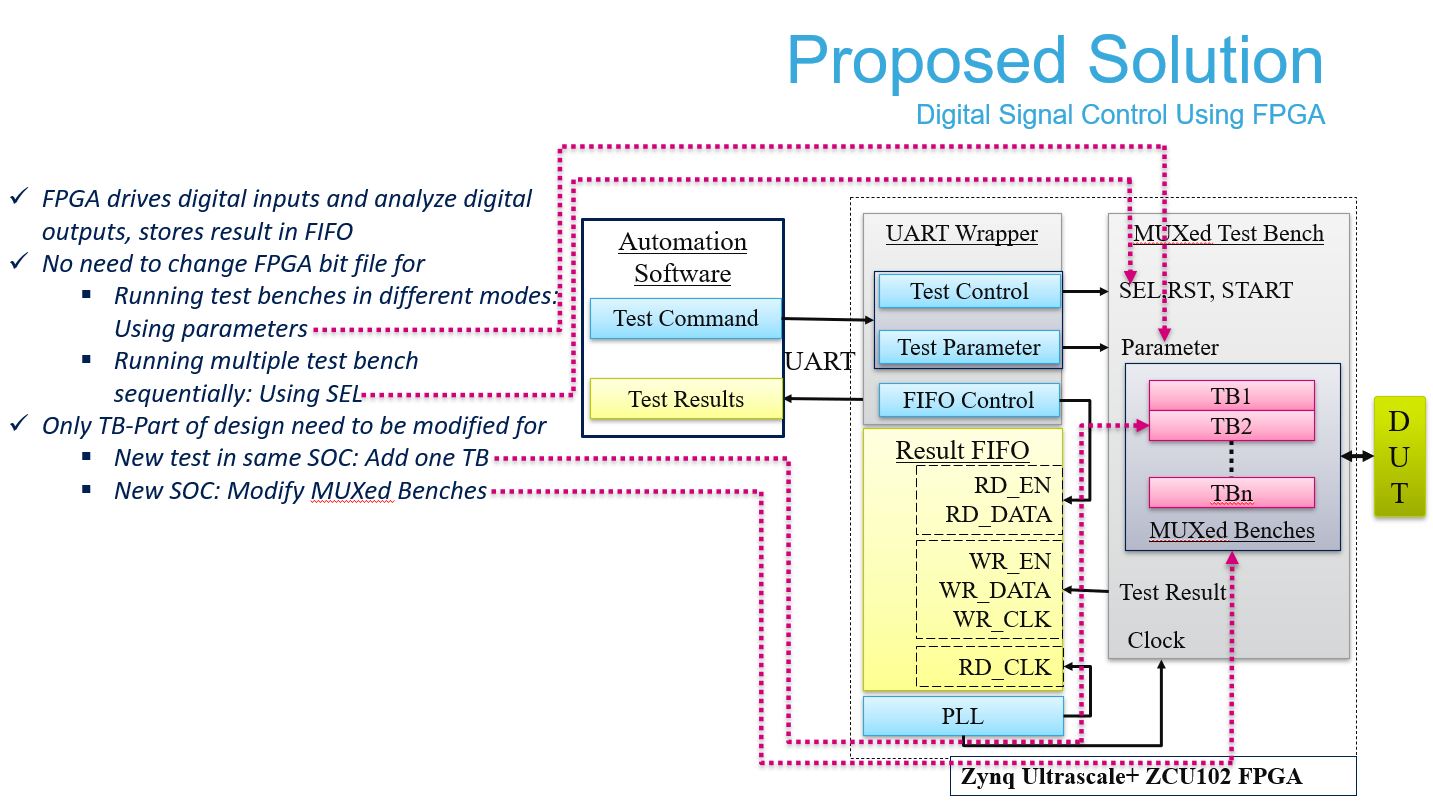 Proposed Solution
Digital Signal Control Using FPGA
✓ FPGA drives digital inputs and analyze digital
outputs, stores result in FIFO
✓ No need to change FPGA bit file for
▪ Running test benches in different modes:
Using parameters
▪ Running multiple test bench
sequentially: Using SEL
✓ Only TB-Part of design need to be modified for
▪ New test in same SOC: Add one TB
▪ New SOC: Modify MUXed Benches
Automation
Software
Test Command
Test Results
UART
UART Wrapper
Test Control
Test Parameter
FIFO Control
Result FIFO
RD_EN
RD_DATA
WR_EN
WR_DATA
WR_CLK
RD_CLK
PLL
MUXed Test Bench
SEL,RST, START
Parameter
TB1
TB2
TBn
MUXed Benches
Test Result
Clock
D
U
T
Zynq Ultrascale+ ZCU102 FPGA